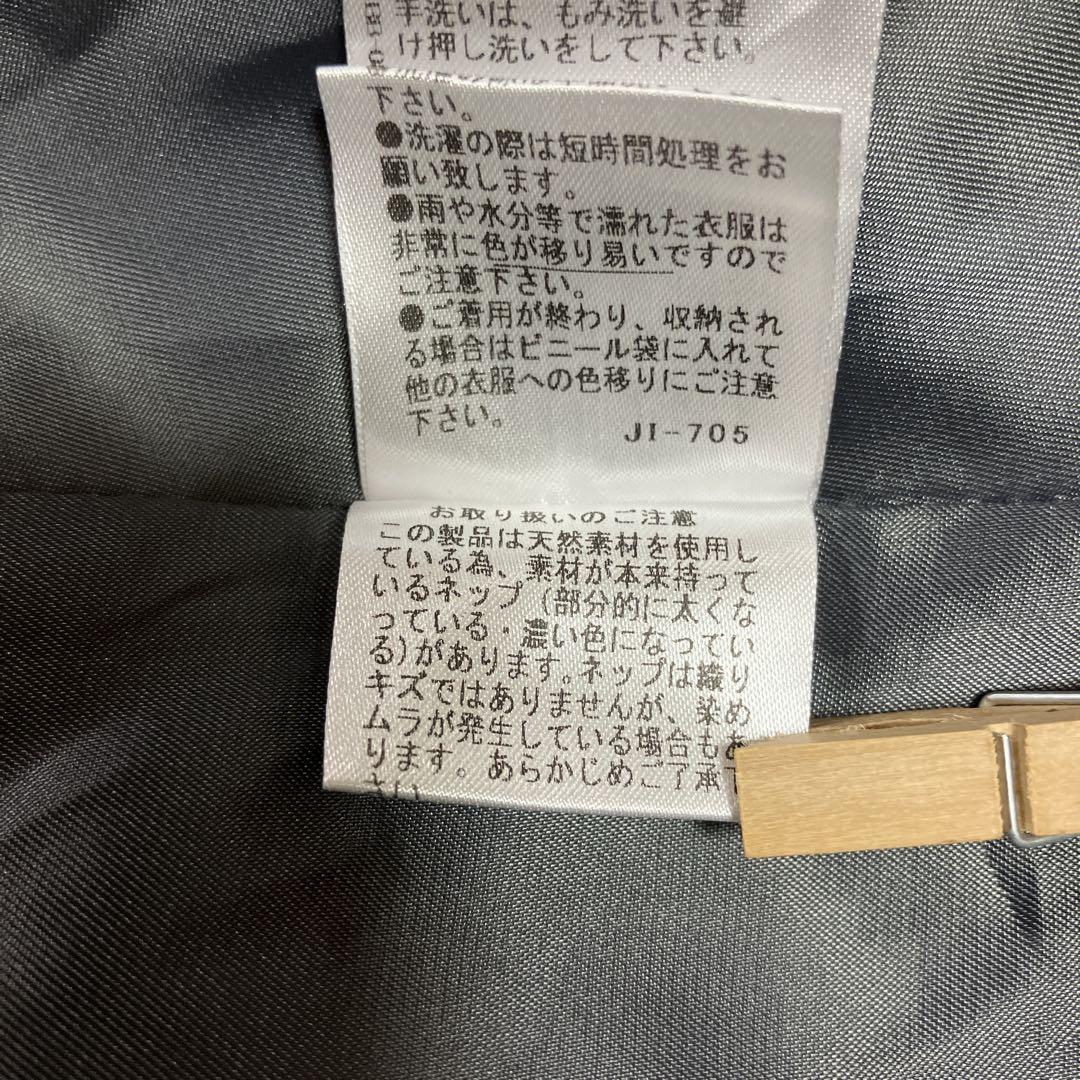 手洗いは、もみ洗いを避
け押し洗いをして下さい。
下さい。
●洗濯の際は短時間処理をお
願い致します。
●雨や水分等で濡れた衣服は
非常に色が移り易いですので
ご注意下さい。
●ご着用が終わり、収納され
る場合はビニール袋に入れて
他の衣服への色移りにご注意
下さい。
JI-705
お取り扱いのご注意
この製品は天然素材を使用し
ている為、素材が本来持って
いるネップ(部分的に太くな
っている・濃い色になってい
る)があります。ネップは織り
キズではありませんが、染め
ムラが発生している場合もあ
ります。あらかじめご了承下
さい